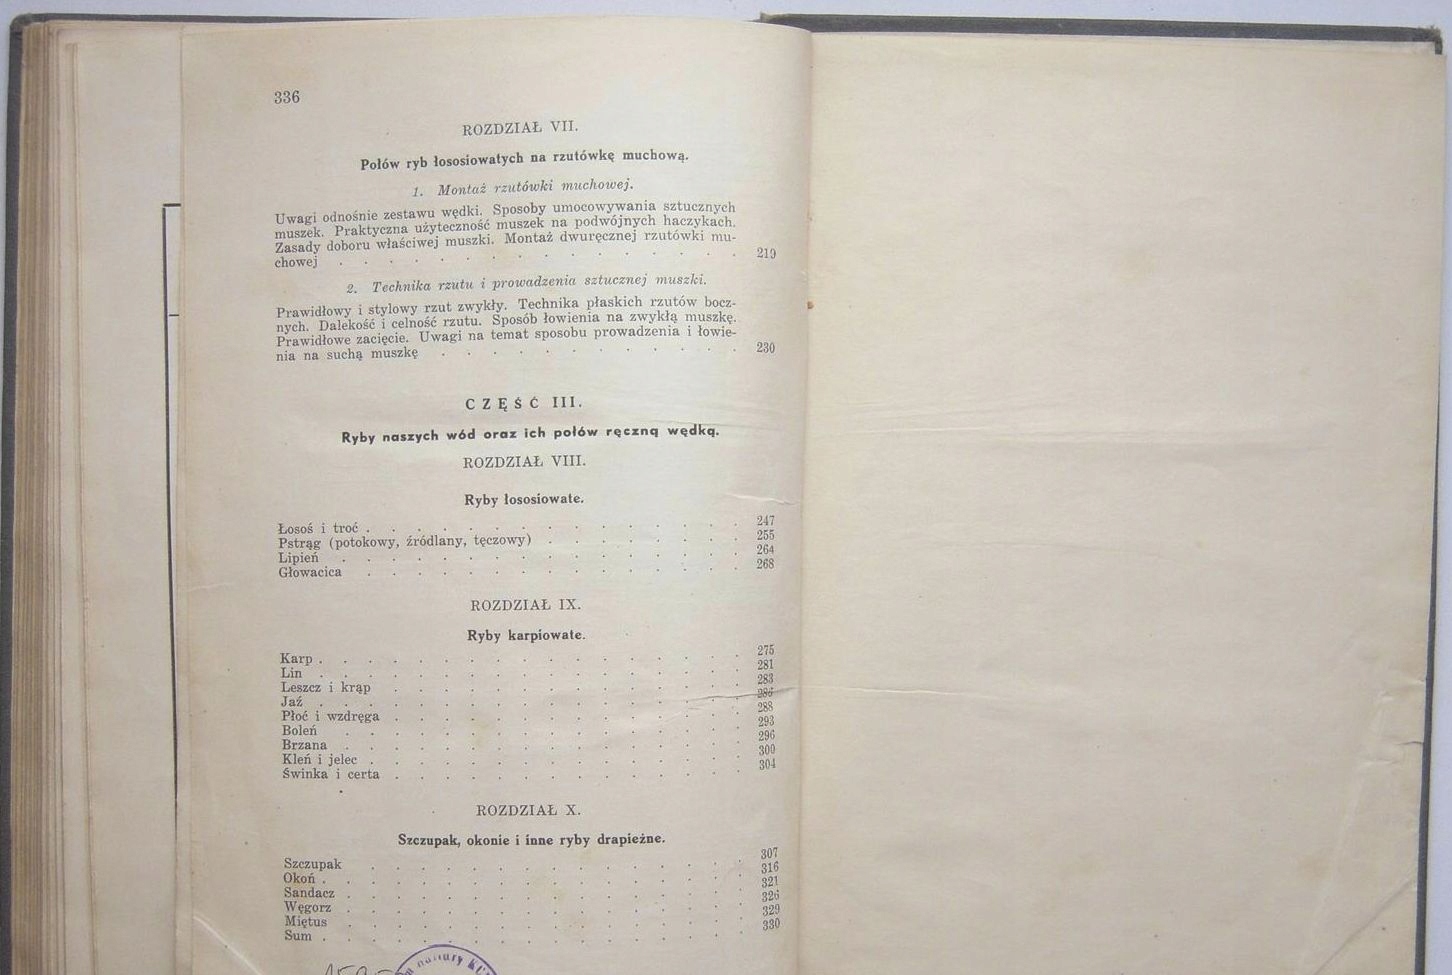 336
ROZDZIAŁ VII.
Połów ryb łososiowatych na rzutówkę muchową.
1. Montaż rzutówki muchowej.
Uwagi odnośnie zestawu wędki. Sposoby umocowywania sztucznych
muszek. Praktyczna użyteczność muszek na podwójnych haczykach.
Zasady doboru właściwej muszki. Montaż dwuręcznej rzutówki mu-
chowej . . . . . . . . . . . . . . . . 219
2. Technika rzutu i prowadzenia sztucznej muszki.
Prawidłowy i stylowy rzut zwykły. Technika płaskich rzutów bocz-
nych. Dalekość i celność rzutu. Sposób łowienia na zwykłą muszkę.
Prawidłowe zacięcie. Uwagi na temat sposobu prowadzenia i łowie-
nia na suchą muszkę . . . . . . . . . . . . 230
CZĘŚĆ III.
Ryby naszych wód oraz ich połów ręczną wędką.
ROZDZIAŁ VIII.
Ryby łososiowate.
Łosoś i troć . . . . . . . . . . . . . . . 247
Pstrąg (potokowy, źródlany, tęczowy) . . . . . . . . 255
Lipień . . . . . . . . . . . . . . . . 264
Głowacica . . . . . . . . . . . . . . . 268
ROZDZIAŁ IX.
Ryby karpiowate.
Karp . . . . . . . . . . . . . . . . . 275
Lin . . . . . . . . . . . . . . . . . 281
Leszcz i krąp . . . . . . . . . . . . . . 283
Jaź . . . . . . . . . . . . . . . . . 286
Płoć i wzdręga . . . . . . . . . . . . . . 288
Boleń . . . . . . . . . . . . . . . . 293
Brzana . . . . . . . . . . . . . . . . 296
Kleń i jelec . . . . . . . . . . . . . . . 300
Świnka i certa . . . . . . . . . . . . . . 304
ROZDZIAŁ X.
Szczupak, okonie i inne ryby drapieżne.
Szczupak . . . . . . . . . . . . . . . 307
Okoń . . . . . . . . . . . . . . . . . 316
Sandacz . . . . . . . . . . . . . . . . 321
Węgorz . . . . . . . . . . . . . . . . 326
Miętus . . . . . . . . . . . . . . . . 329
Sum . . . . . . . . . . . . . . . . . 330